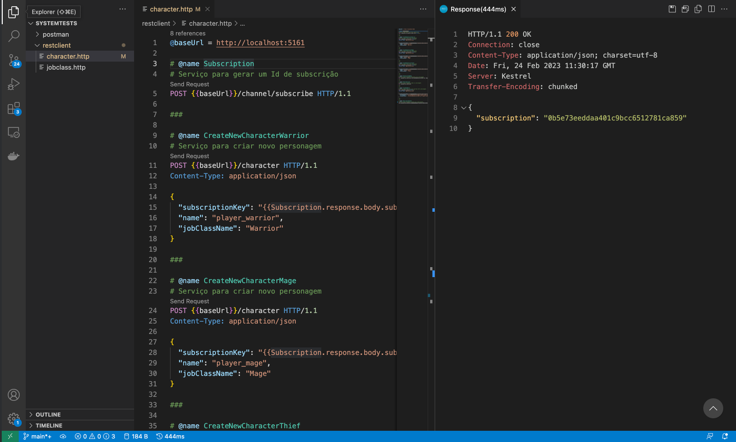 Explorer (⇧⌘E)
SYSTEMTESTS
postman
restclient
character.http M
jobclass.http
OUTLINE
TIMELINE
24
3
1
character.http M
restclient > character.http > ...
6 references
1 @baseUrl = http://localhost:5161
2
3 # @name Subscription
4 # Serviço para gerar um Id de subscrição
Send Request
5 POST {{baseUrl}}/channel/subscribe HTTP/1.1
6
7 ###
8
9 # @name CreateNewCharacterWarrior
10 # Serviço para criar novo personagem
Send Request
11 POST {{baseUrl}}/character HTTP/1.1
12 Content-Type: application/json
13
14 {
15 "subscriptionKey": "{{Subscription.response.body.sub
16 "name": "player_warrior",
17 "jobClassName": "Warrior"
18 }
19
20 ###
21
22 # @name CreateNewCharacterMage
23 # Serviço para criar novo personagem
Send Request
24 POST {{baseUrl}}/character HTTP/1.1
25 Content-Type: application/json
26
27 {
28 "subscriptionKey": "{{Subscription.response.body.sub
29 "name": "player_mage",
30 "jobClassName": "Mage"
31 }
32
33 ###
34
35 # @name CreateNewCharacterThief
Response(444ms)
1 HTTP/1.1 200 OK
2 Connection: close
3 Content-Type: application/json; charset=utf-8
4 Date: Fri, 24 Feb 2023 11:30:17 GMT
5 Server: Kestrel
6 Transfer-Encoding: chunked
7
8 {
9 "subscription": "0b5e73eeddaa401c9bcc6512781ca859"
10 }
main*+ 0 0 3 184 B 444ms